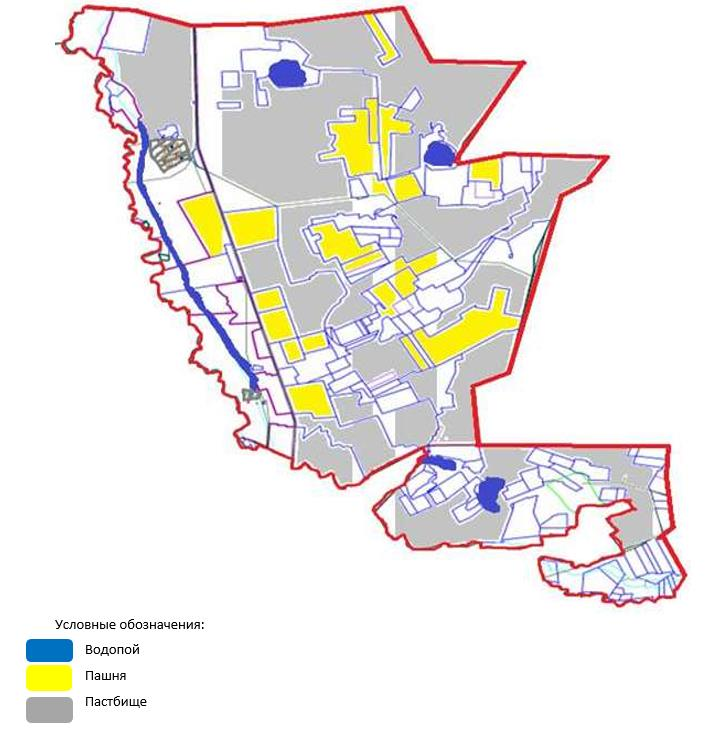 Условные обозначения:
Водопой
Пашня
Пастбище